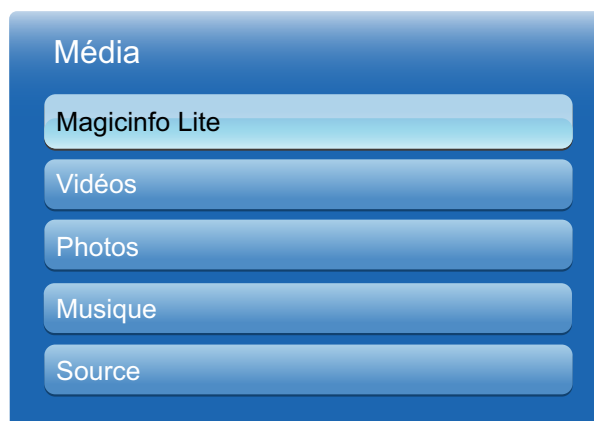 Média
Magicinfo Lite
Vidéos
Photos
Musique
Source